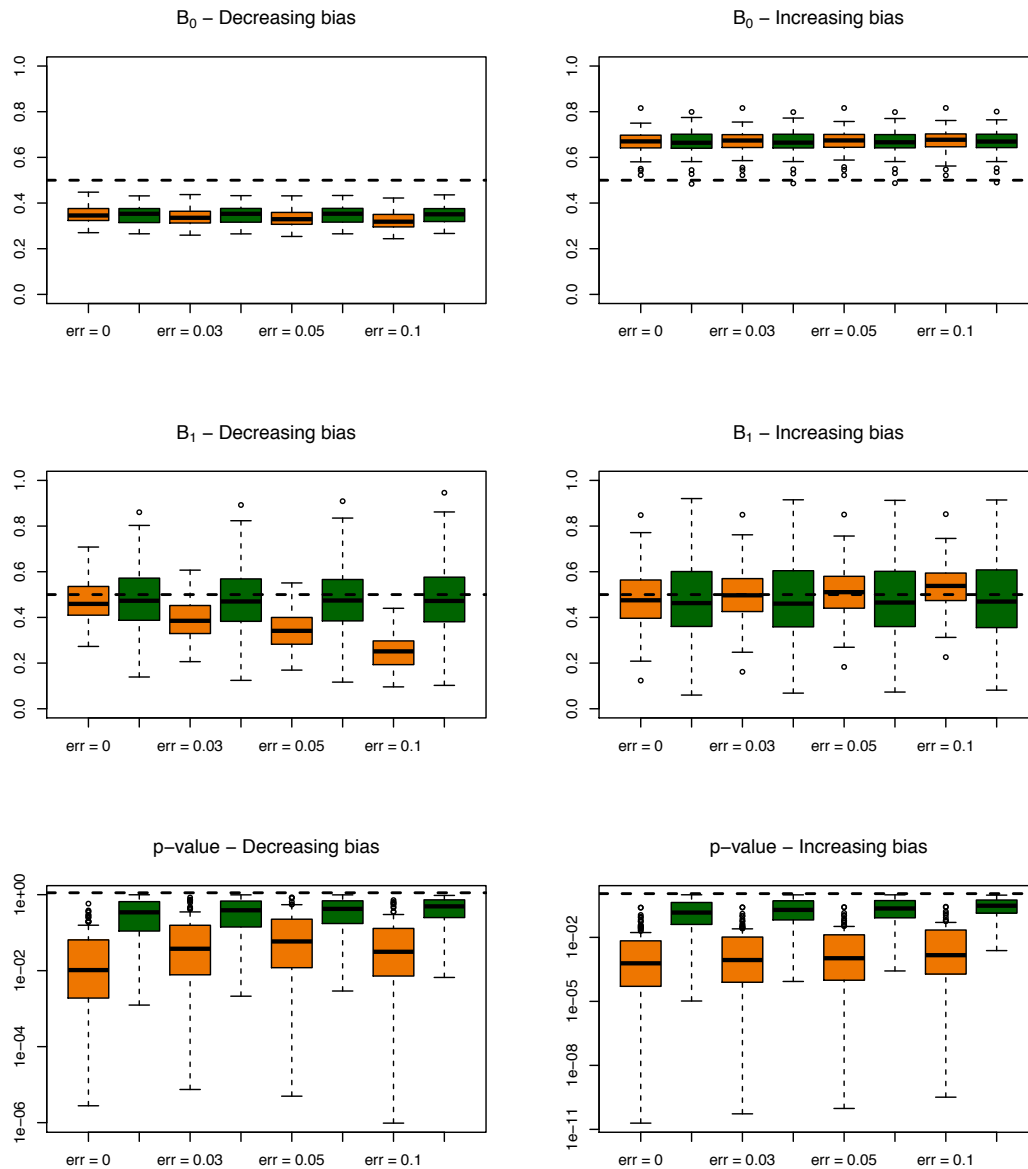 B₀ − Decreasing bias
0.0 0.2 0.4 0.6 0.8 1.0
err = 0 err = 0.03 err = 0.05 err = 0.1
B₀ − Increasing bias
0.0 0.2 0.4 0.6 0.8 1.0
err = 0 err = 0.03 err = 0.05 err = 0.1
B₁ − Decreasing bias
0.0 0.2 0.4 0.6 0.8 1.0
err = 0 err = 0.03 err = 0.05 err = 0.1
B₁ − Increasing bias
0.0 0.2 0.4 0.6 0.8 1.0
err = 0 err = 0.03 err = 0.05 err = 0.1
p−value − Decreasing bias
1e−06 1e−04 1e−02 1e+00
err = 0 err = 0.03 err = 0.05 err = 0.1
p−value − Increasing bias
1e−11 1e−08 1e−05 1e−02
err = 0 err = 0.03 err = 0.05 err = 0.1